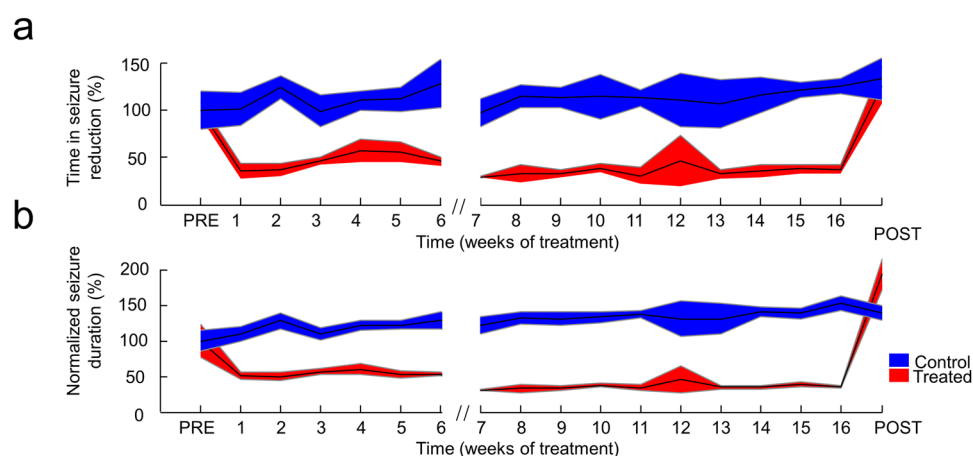 a
Time in seizure
reduction (%)
150
100
50
0
PRE 1 2 3 4 5 6 // 7 8 9 10 11 12 13 14 15 16 POST
Time (weeks of treatment)
b
Normalized seizure
duration (%)
200
150
100
50
0
PRE 1 2 3 4 5 6 // 7 8 9 10 11 12 13 14 15 16 POST
Time (weeks of treatment)
Control
Treated